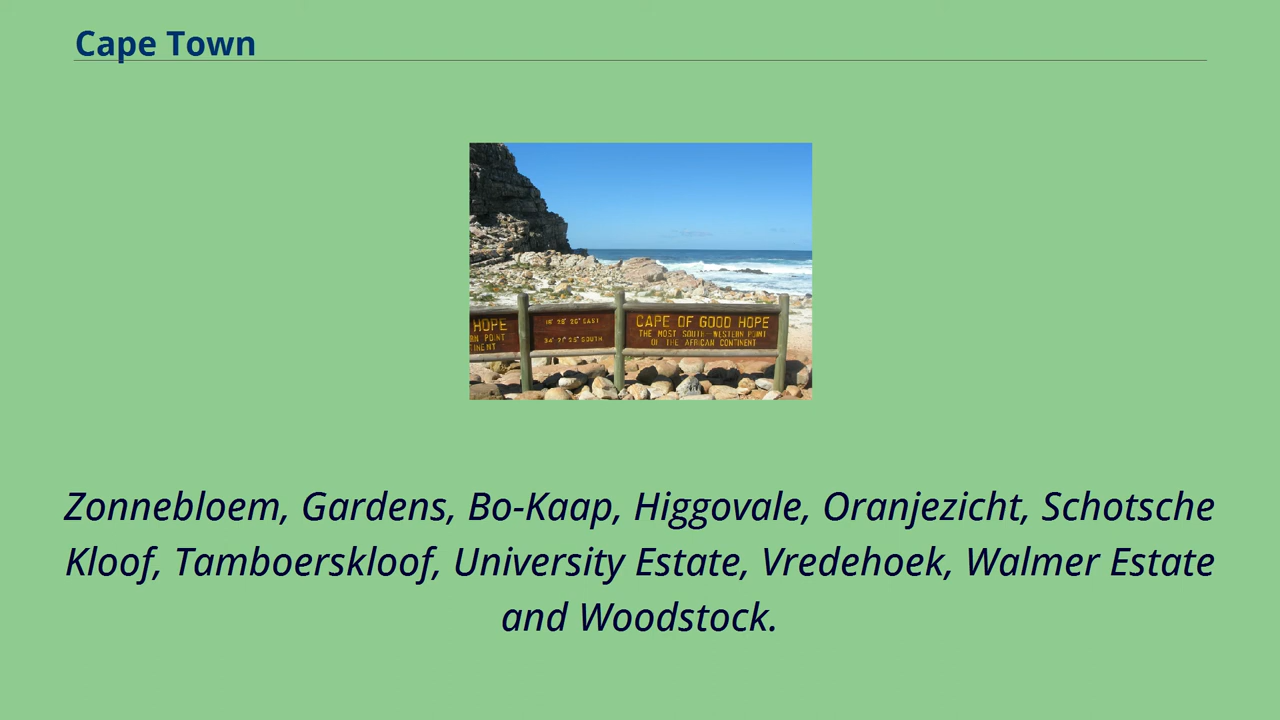 Cape Town
HOPE
18° 28' 26" EAST
CAPE OF GOOD HOPE
POINT
THE MOST SOUTH-WESTERN POINT
34° 21' 25" SOUTH
OF THE AFRICAN CONTINENT
Zonnebloem, Gardens, Bo-Kaap, Higgovale, Oranjezicht, Schotsche
Kloof, Tamboerskloof, University Estate, Vredehoek, Walmer Estate
and Woodstock.